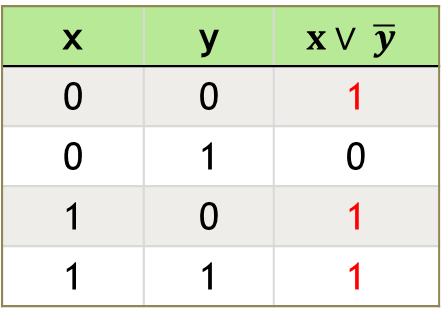 x y x ∨ y̅
0 0 1
0 1 0
1 0 1
1 1 1